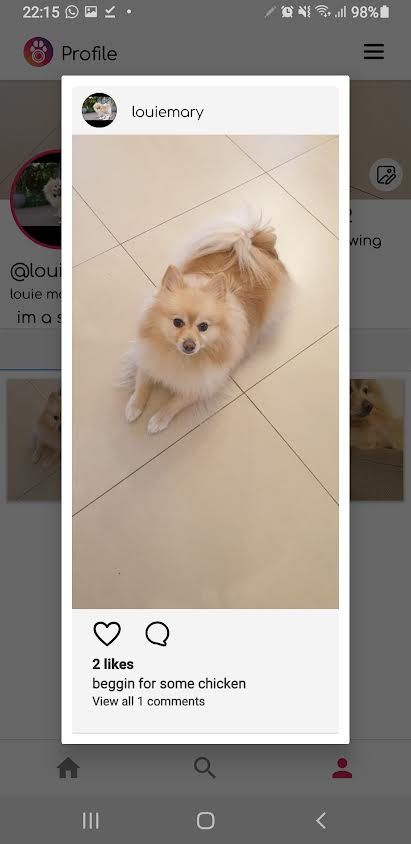 22:15
98%
Profile
louiemary
2
wing
@loui
louie m
im a s
2 likes
beggin for some chicken
View all 1 comments